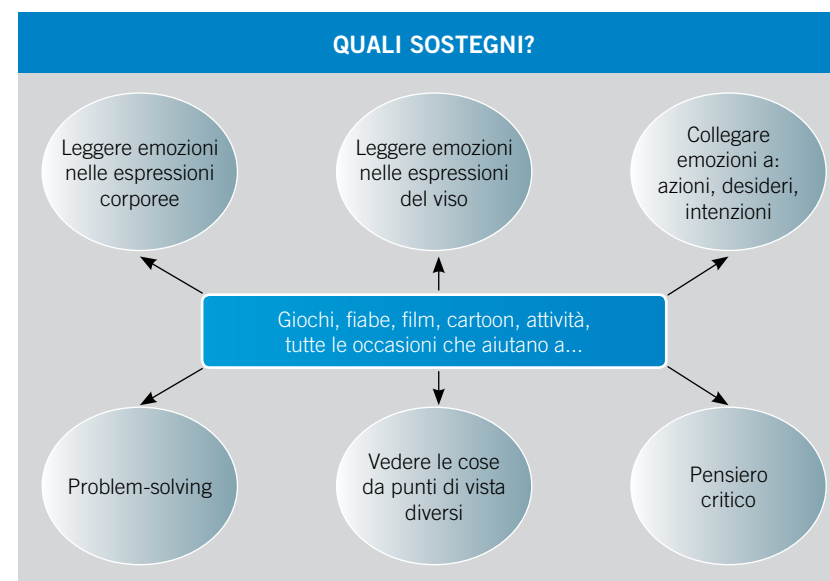 QUALI SOSTEGNI?
Leggere emozioni
nelle espressioni
corporee
Leggere emozioni
nelle espressioni
del viso
Collegare
emozioni a:
azioni, desideri,
intenzioni
Giochi, fiabe, film, cartoon, attività,
tutte le occasioni che aiutano a...
Problem-solving
Vedere le cose
da punti di vista
diversi
Pensiero
critico